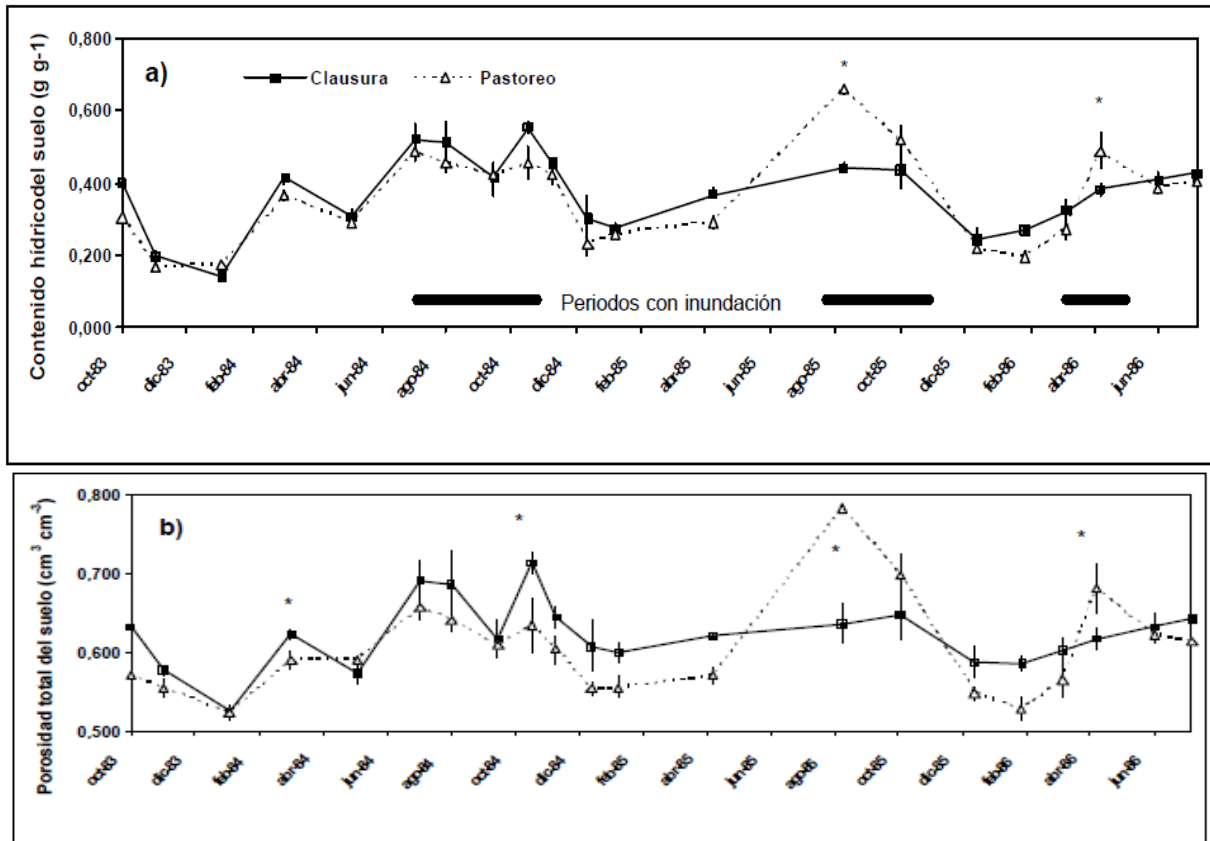 Contenido hídricodel suelo (g g-1)
0,800
0,600
0,400
0,200
0,000
a)
Clausura
Pastoreo
*
*
Periodos con inundación
oct-83
dic-83
feb-84
abr-84
jun-84
ago-84
oct-84
dic-84
feb-85
abr-85
jun-85
ago-85
oct-85
dic-85
feb-86
abr-86
jun-86
Porosidad total del suelo (cm³ cm⁻³)
0,800
0,700
0,600
0,500
b)
*
*
*
*
oct-83
dic-83
feb-84
abr-84
jun-84
ago-84
oct-84
dic-84
feb-85
abr-85
jun-85
oct-85
dic-85
feb-86
abr-86
jun-86